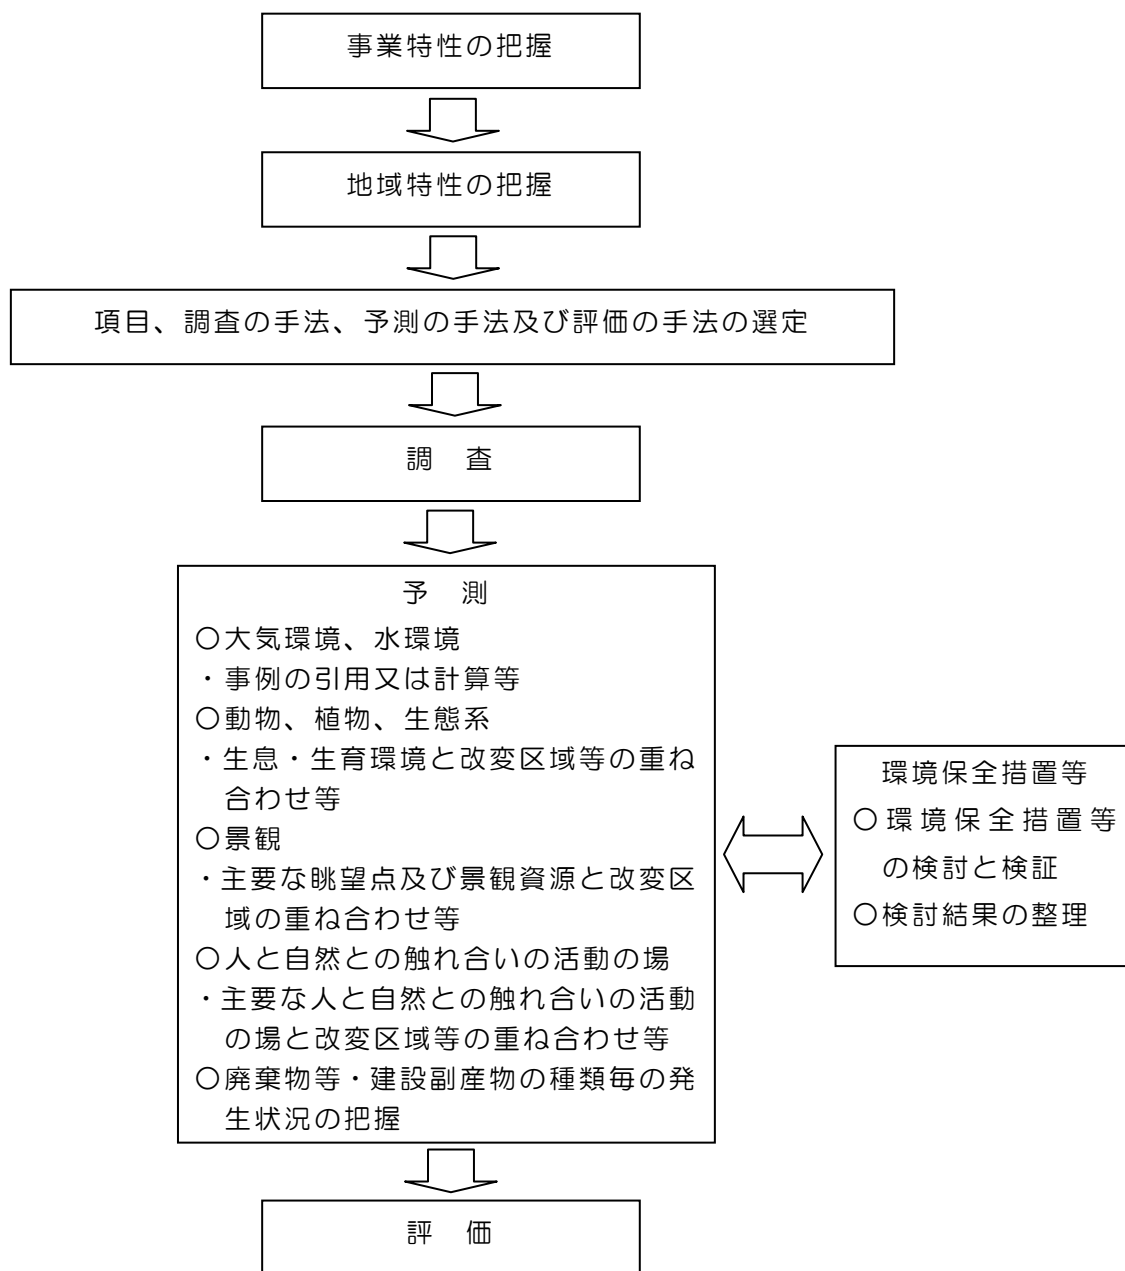 事業特性の把握
地域特性の把握
項目、調査の手法、予測の手法及び評価の手法の選定
調　査
予　測
〇大気環境、水環境
・事例の引用又は計算等
〇動物、植物、生態系
・生息・生育環境と改変区域等の重ね
合わせ等
〇景観
・主要な眺望点及び景観資源と改変区
域の重ね合わせ等
〇人と自然との触れ合いの活動の場
・主要な人と自然との触れ合いの活動
の場と改変区域等の重ね合わせ等
〇廃棄物等・建設副産物の種類毎の発
生状況の把握
環境保全措置等
〇環境保全措置等
の検討と検証
〇検討結果の整理
評　価